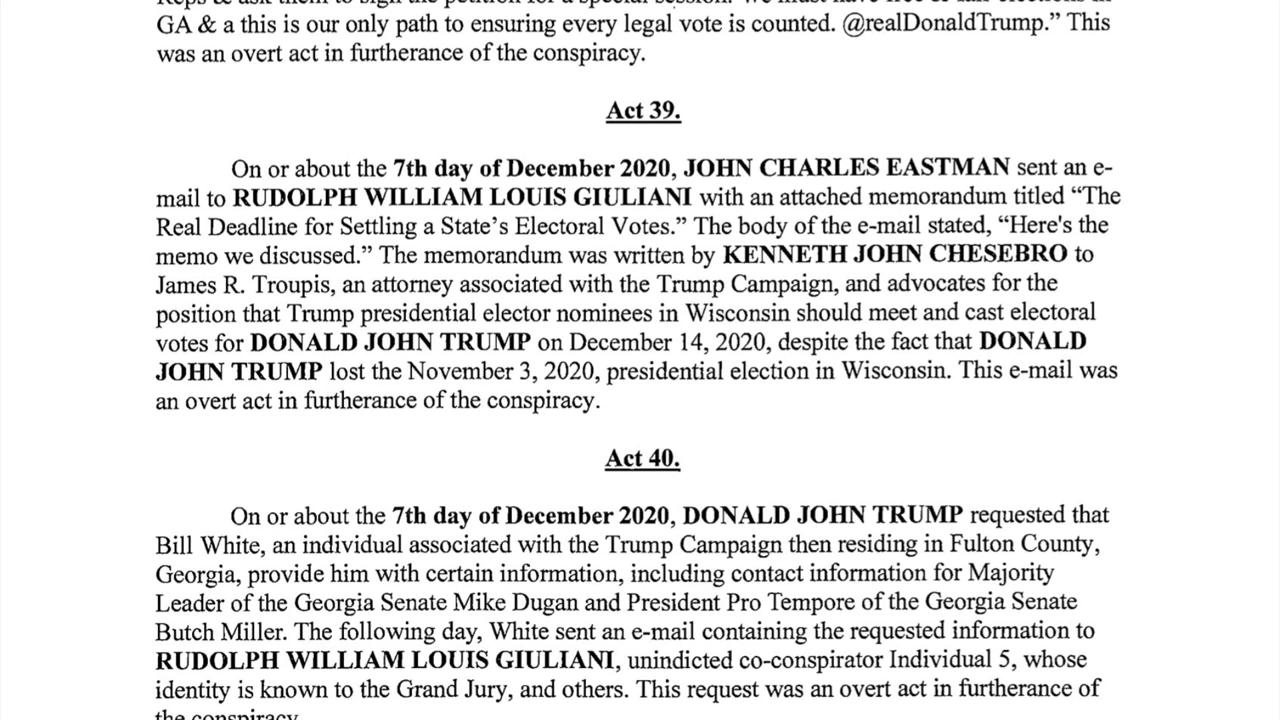 GA & a this is our only path to ensuring every legal vote is counted. @realDonaldTrump.” This
was an overt act in furtherance of the conspiracy.
Act 39.
On or about the 7th day of December 2020, JOHN CHARLES EASTMAN sent an e-
mail to RUDOLPH WILLIAM LOUIS GIULIANI with an attached memorandum titled “The
Real Deadline for Settling a State’s Electoral Votes.” The body of the e-mail stated, “Here's the
memo we discussed.” The memorandum was written by KENNETH JOHN CHESEBRO to
James R. Troupis, an attorney associated with the Trump Campaign, and advocates for the
position that Trump presidential elector nominees in Wisconsin should meet and cast electoral
votes for DONALD JOHN TRUMP on December 14, 2020, despite the fact that DONALD
JOHN TRUMP lost the November 3, 2020, presidential election in Wisconsin. This e-mail was
an overt act in furtherance of the conspiracy.
Act 40.
On or about the 7th day of December 2020, DONALD JOHN TRUMP requested that
Bill White, an individual associated with the Trump Campaign then residing in Fulton County,
Georgia, provide him with certain information, including contact information for Majority
Leader of the Georgia Senate Mike Dugan and President Pro Tempore of the Georgia Senate
Butch Miller. The following day, White sent an e-mail containing the requested information to
RUDOLPH WILLIAM LOUIS GIULIANI, unindicted co-conspirator Individual 5, whose
identity is known to the Grand Jury, and others. This request was an overt act in furtherance of
the conspiracy.